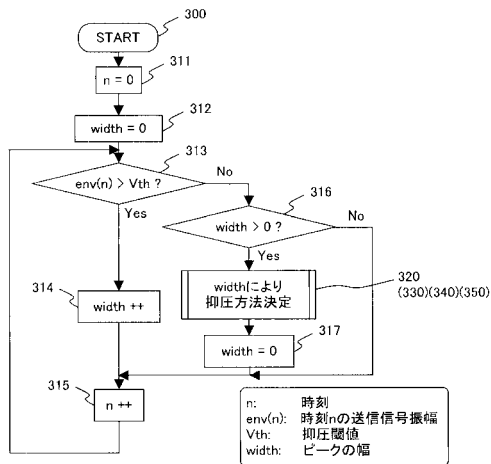 300
START
311
n = 0
312
width = 0
313
env(n) > Vth ?
No
Yes
316
width > 0 ?
No
Yes
314
width ++
widthにより
抑圧方法決定
320
(330)(340)(350)
317
width = 0
315
n ++
n: 時刻
env(n): 時刻nの送信信号振幅
Vth: 抑圧閾値
width: ピークの幅